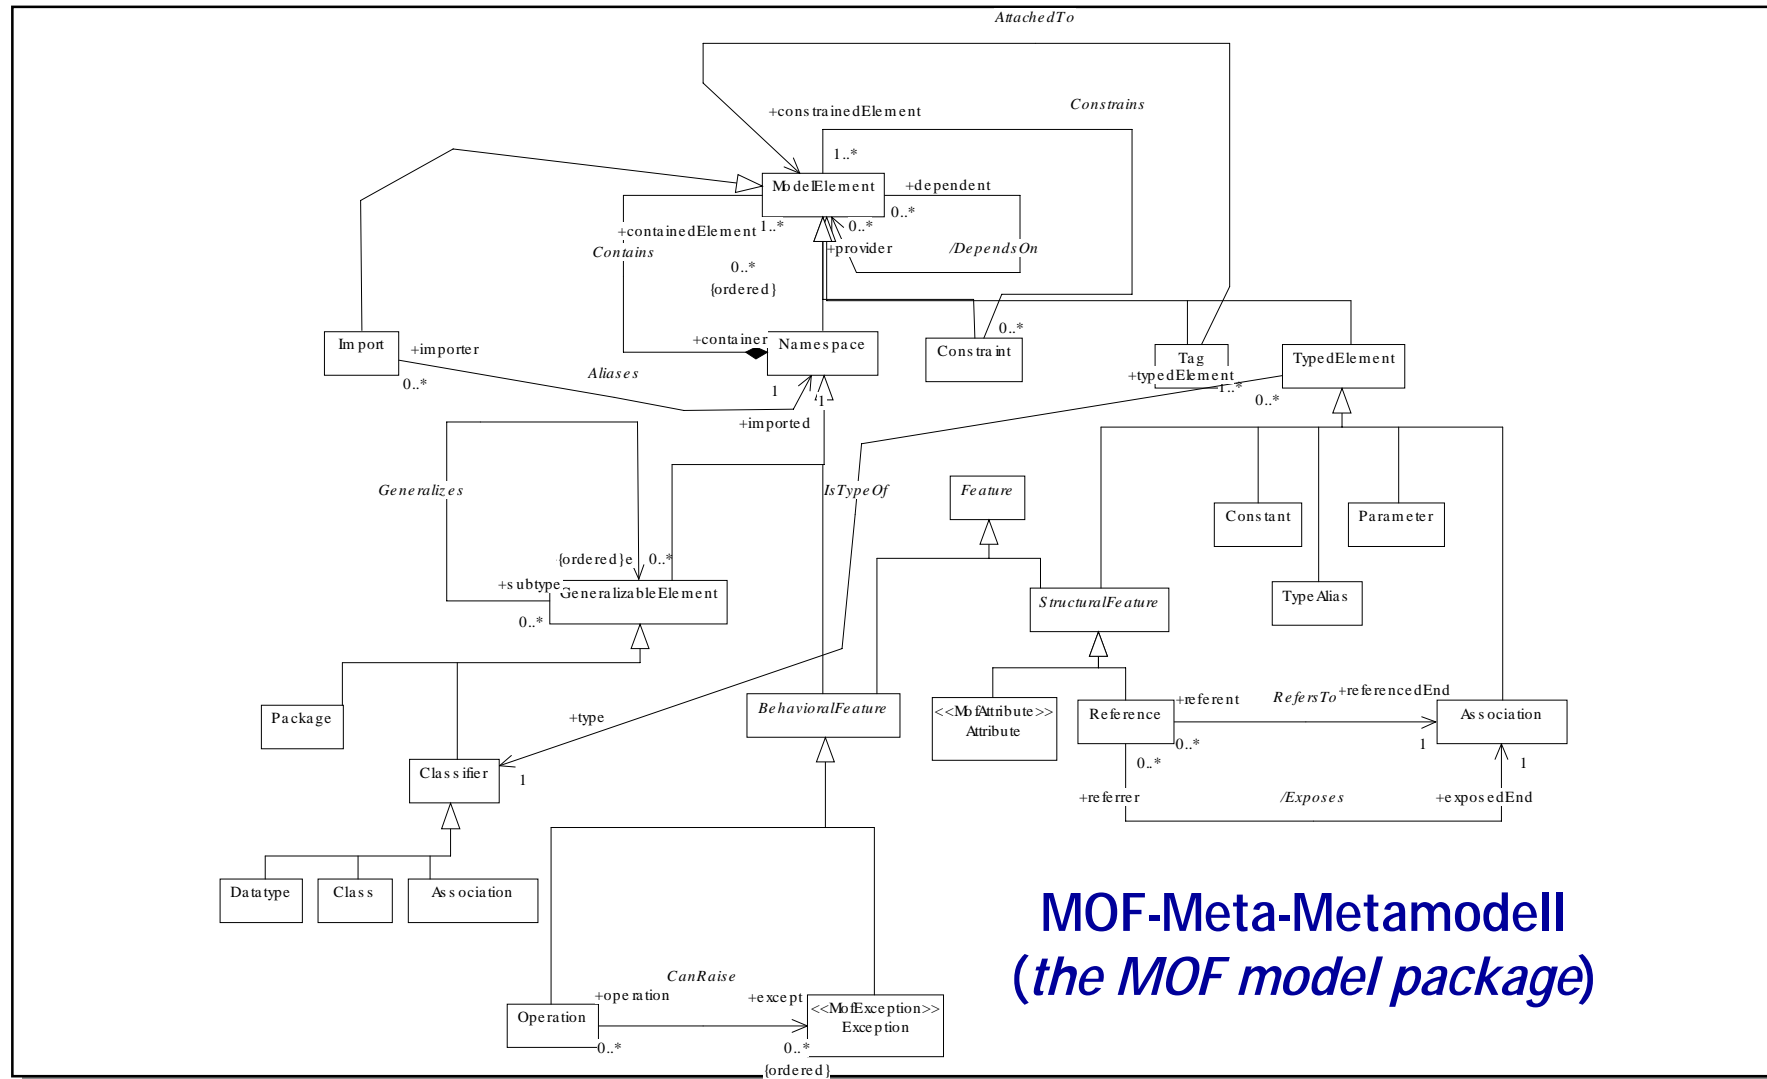 AttachedTo
+constrainedElement
Constrains
1..*
ModelElement
+dependent
0..*
+containedElement
1..*
0..*
Contains
+provider
/DependsOn
0..*
{ordered}
Import
+importer
0..*
+container
Namespace
0..*
Constraint
Tag
+typedElement
1..*
TypedElement
0..*
Aliases
1
1
+imported
Generalizes
IsTypeOf
Feature
Constant
Parameter
{ordered}e
0..*
+subtype
GeneralizableElement
0..*
StructuralFeature
TypeAlias
Package
+type
BehavioralFeature
<<MofAttribute>>
Attribute
Reference
+referent
RefersTo
+referencedEnd
Association
0..*
1
0..*
1
Classifier
1
+referrer
/Exposes
+exposedEnd
Datatype
Class
Association
MOF-Meta-Metamodell
(the MOF model package)
CanRaise
+operation
+except
Operation
<<MofException>>
Exception
0..*
0..*
{ordered}